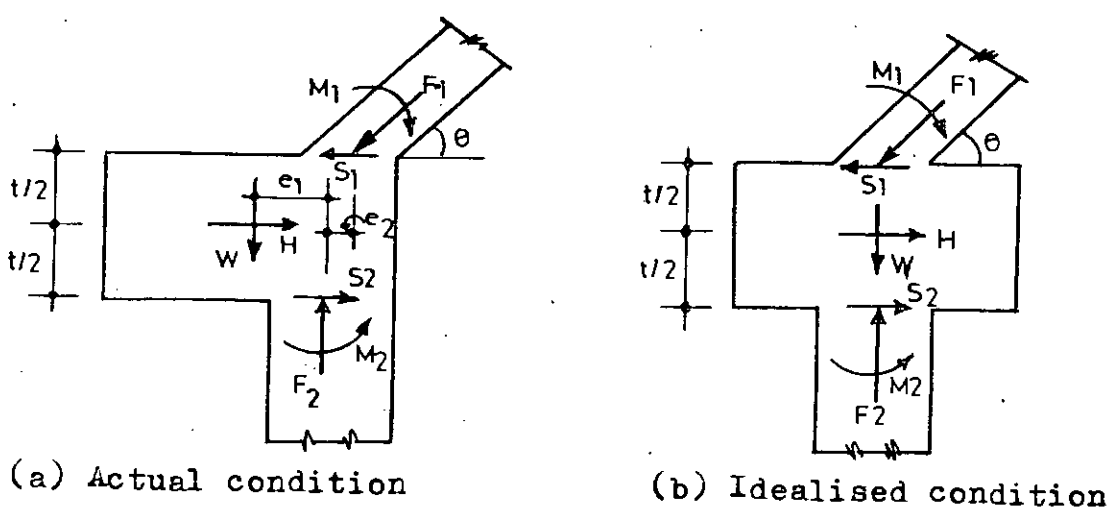 M1
F1
θ
S1
t/2
e1
e2
H
W
t/2
S2
M2
F2
(a) Actual condition
M1
F1
θ
S1
t/2
H
W
t/2
S2
M2
F2
(b) Idealised condition